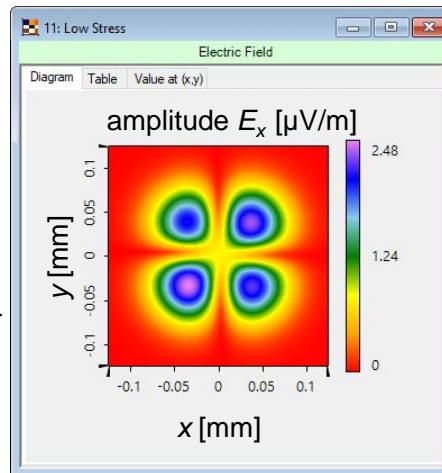 11: Low Stress
Electric Field
Diagram Table Value at (x,y)
amplitude Eₓ [µV/m]
2.48
1.24
0
y [mm]
0.1
0.05
0
-0.05
-0.1
-0.1 -0.05 0 0.05 0.1
x [mm]